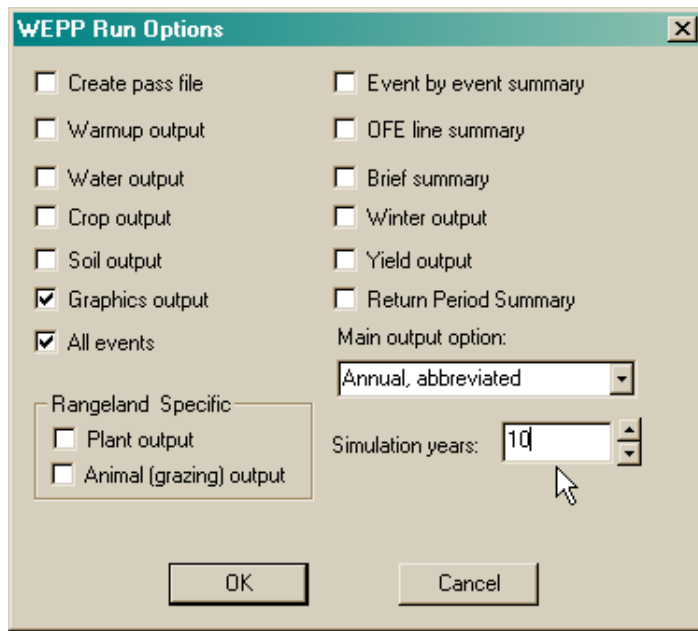 WEPP Run Options
Create pass file
Warmup output
Water output
Crop output
Soil output
Graphics output
All events
Rangeland Specific
Plant output
Animal (grazing) output
Event by event summary
OFE line summary
Brief summary
Winter output
Yield output
Return Period Summary
Main output option:
Annual, abbreviated
Simulation years: 10
OK
Cancel